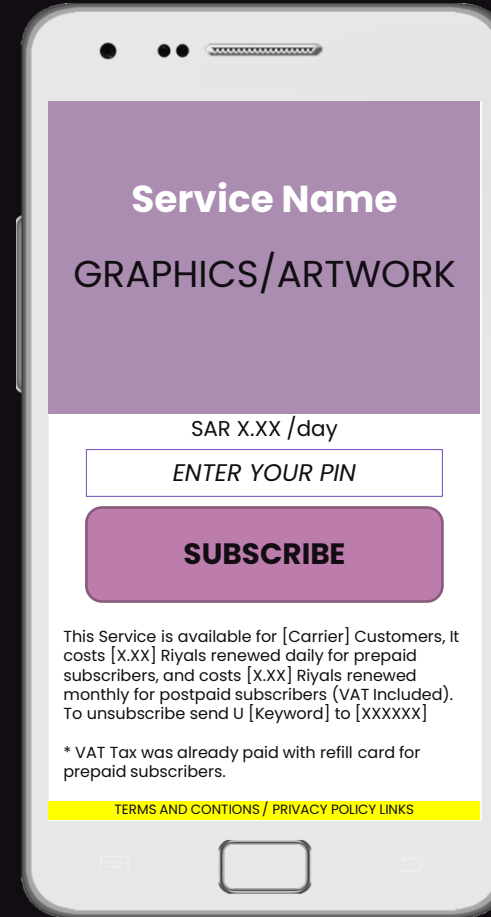 Service Name
GRAPHICS/ARTWORK
SAR X.XX /day
ENTER YOUR PIN
SUBSCRIBE
This Service is available for [Carrier] Customers, It
costs [X.XX] Riyals renewed daily for prepaid
subscribers, and costs [X.XX] Riyals renewed
monthly for postpaid subscribers (VAT Included).
To unsubscribe send U [Keyword] to [XXXXXX]
* VAT Tax was already paid with refill card for
prepaid subscribers.
TERMS AND CONTIONS / PRIVACY POLICY LINKS